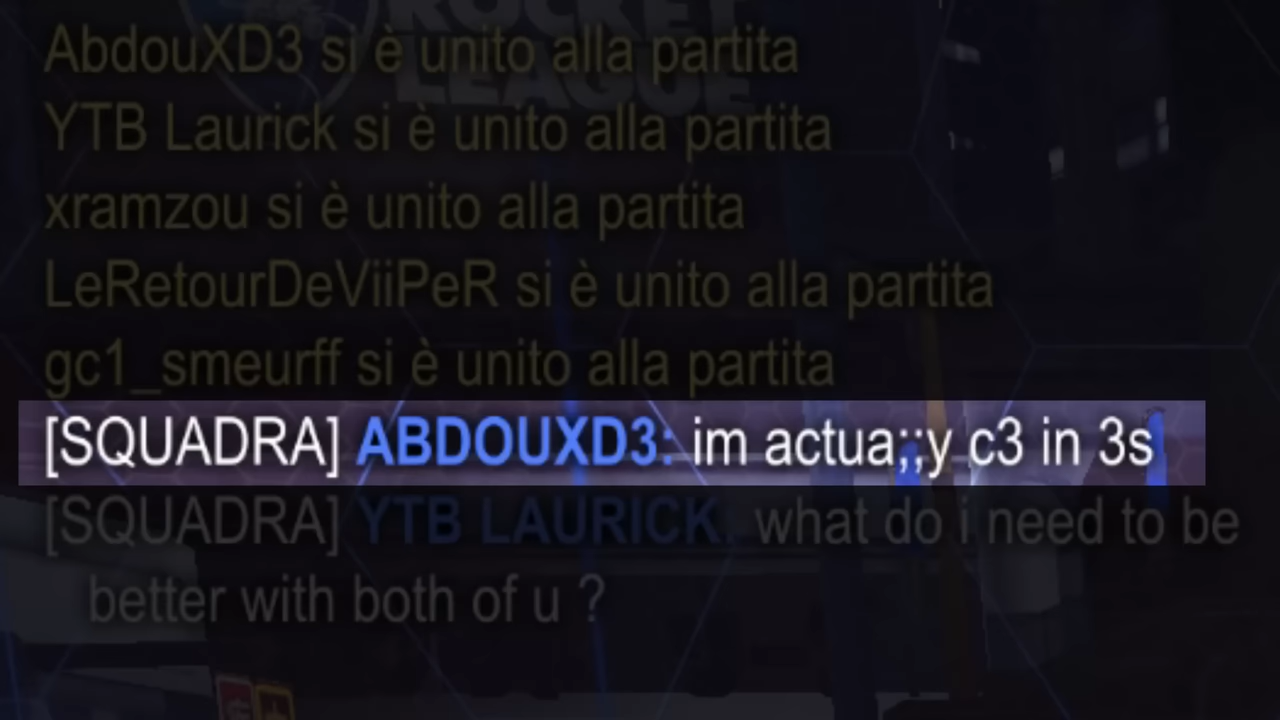 ROCKET
LEAGUE
AbdouXD3 si è unito alla partita
YTB Laurick si è unito alla partita
xramzou si è unito alla partita
LeRetourDeViiPeR si è unito alla partita
gc1_smeurff si è unito alla partita
[SQUADRA] ABDOUXD3: im actua;;y c3 in 3s
[SQUADRA] YTB LAURICK: what do i need to be
better with both of u ?